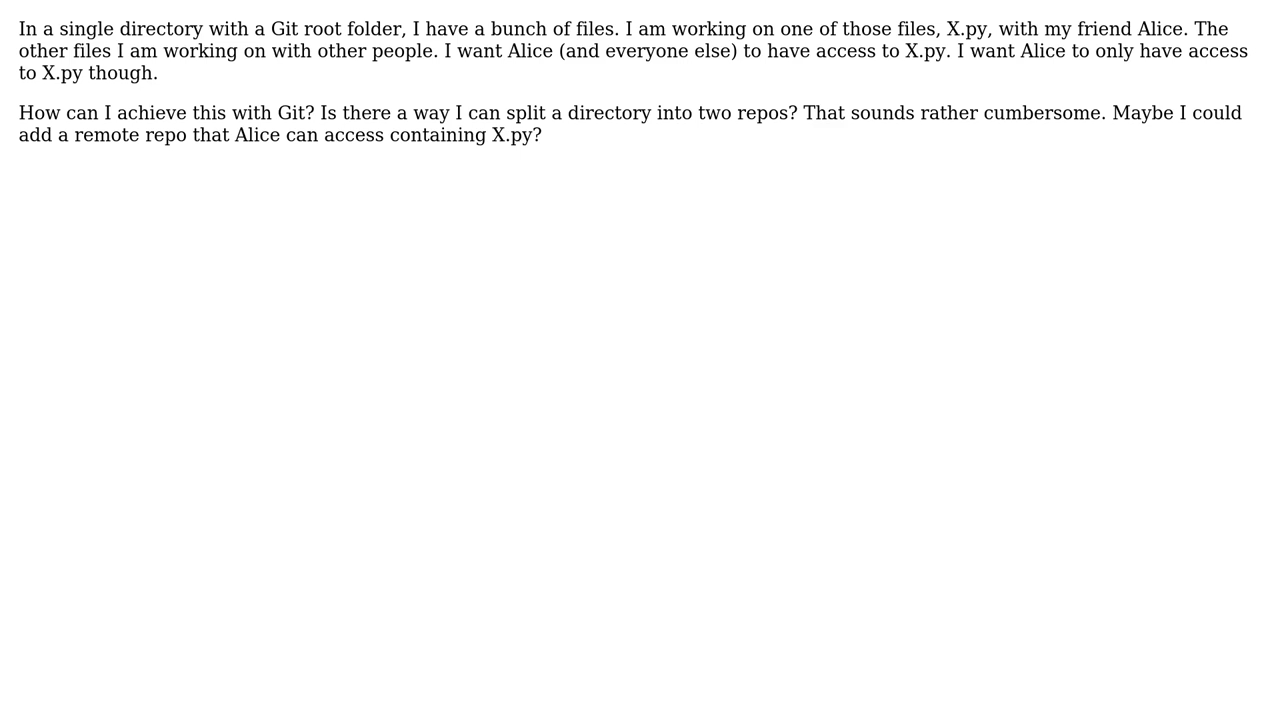 In a single directory with a Git root folder, I have a bunch of files. I am working on one of those files, X.py, with my friend Alice. The
other files I am working on with other people. I want Alice (and everyone else) to have access to X.py. I want Alice to only have access
to X.py though.
How can I achieve this with Git? Is there a way I can split a directory into two repos? That sounds rather cumbersome. Maybe I could
add a remote repo that Alice can access containing X.py?